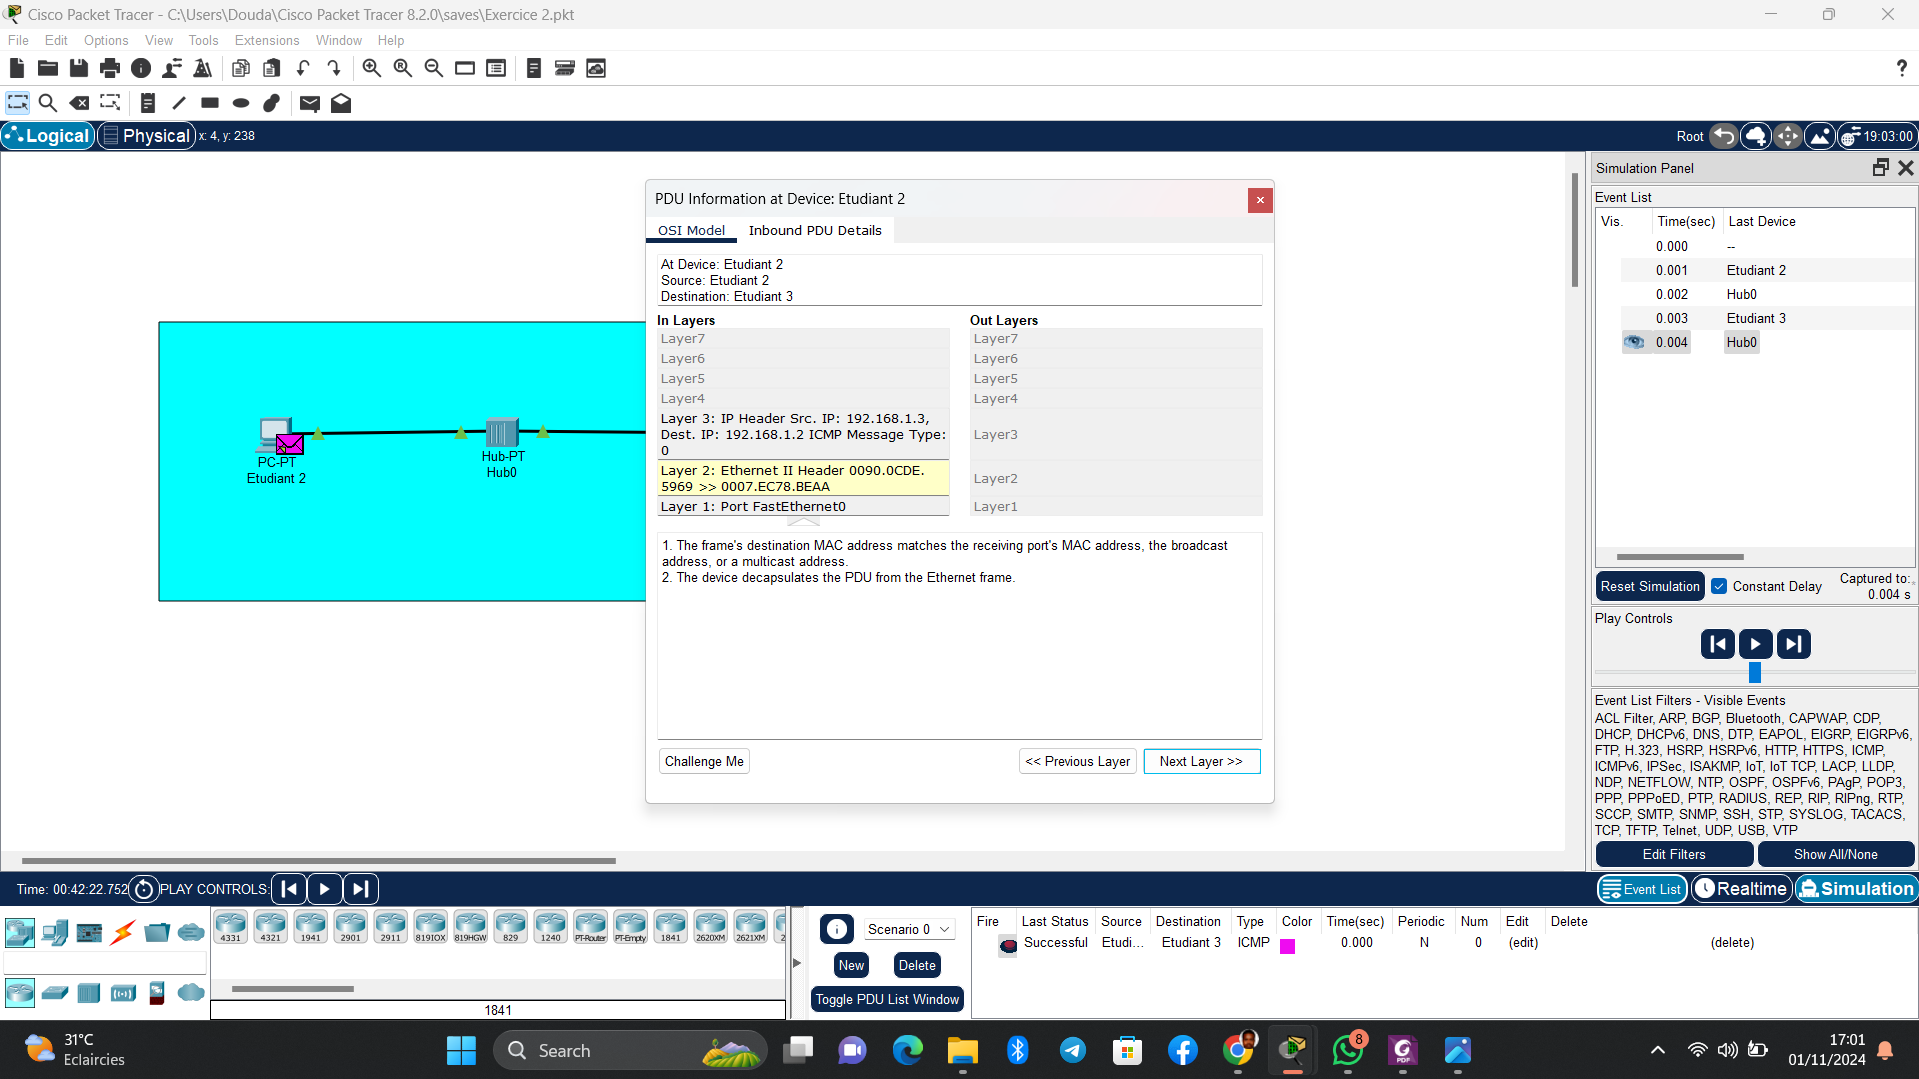 Cisco Packet Tracer - C:\Users\Douda\Cisco Packet Tracer 8.2.0\saves\Exercice 2.pkt
File Edit Options View Tools Extensions Window Help
?
Logical Physical x: 4, y: 238
Root 19:03:00
Simulation Panel
Event List
Vis. Time(sec) Last Device
0.000 --
0.001 Etudiant 2
0.002 Hub0
0.003 Etudiant 3
0.004 Hub0
Reset Simulation Constant Delay Captured to:
0.004 s
Play Controls
Event List Filters - Visible Events
ACL Filter, ARP, BGP, Bluetooth, CAPWAP, CDP,
DHCP, DHCPv6, DNS, DTP, EAPOL, EIGRP, EIGRPv6,
FTP, H.323, HSRP, HSRPv6, HTTP, HTTPS, ICMP,
ICMPv6, IPSec, ISAKMP, IoT, IoT TCP, LACP, LLDP,
NDP, NETFLOW, NTP, OSPF, OSPFv6, PAgP, POP3,
PPP, PPPoED, PTP, RADIUS, REP, RIP, RIPng, RTP,
SCCP, SMTP, SNMP, SSH, STP, SYSLOG, TACACS,
TCP, TFTP, Telnet, UDP, USB, VTP
Edit Filters Show All/None
PC-PT
Etudiant 2
Hub-PT
Hub0
PDU Information at Device: Etudiant 2
OSI Model Inbound PDU Details
At Device: Etudiant 2
Source: Etudiant 2
Destination: Etudiant 3
In Layers
Layer7
Layer6
Layer5
Layer4
Layer 3: IP Header Src. IP: 192.168.1.3,
Dest. IP: 192.168.1.2 ICMP Message Type:
0
Layer 2: Ethernet II Header 0090.0CDE.
5969 >> 0007.EC78.BEAA
Layer 1: Port FastEthernet0
Out Layers
Layer7
Layer6
Layer5
Layer4
Layer3
Layer2
Layer1
1. The frame's destination MAC address matches the receiving port's MAC address, the broadcast
address, or a multicast address.
2. The device decapsulates the PDU from the Ethernet frame.
Challenge Me << Previous Layer Next Layer >>
Time: 00:42:22.752 PLAY CONTROLS:
Event List Realtime Simulation
4331 4321 1941 2901 2911 819IOX 819HGW 829 1240 PT-Router PT-Empty 1841 2620XM 2621XM 2
1841
Scenario 0
New Delete
Toggle PDU List Window
Fire Last Status Source Destination Type Color Time(sec) Periodic Num Edit Delete
Successful Etudi... Etudiant 3 ICMP 0.000 N 0 (edit) (delete)
31°C
Eclaircies
Search
8
PDF
17:01
01/11/2024